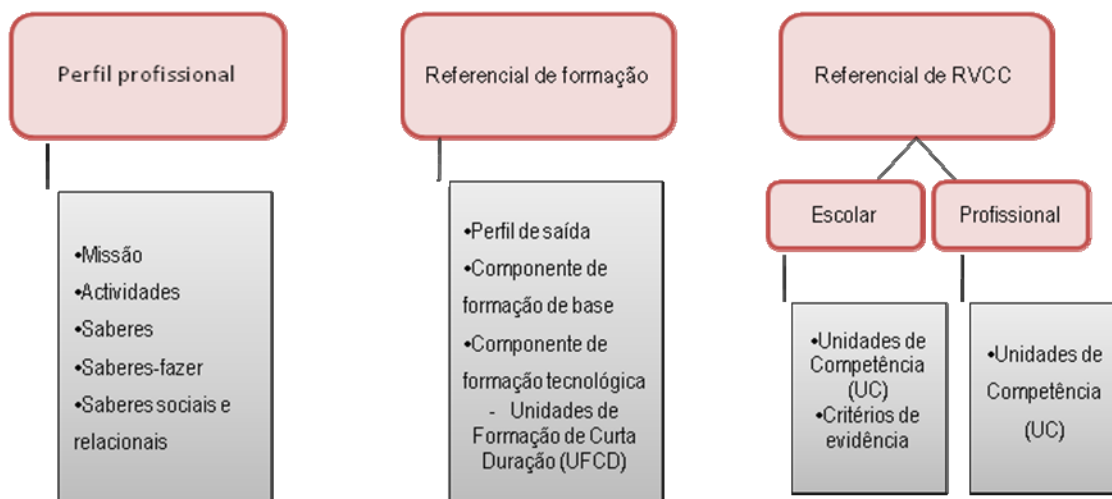 Perfil profissional
•Missão
•Actividades
•Saberes
•Saberes-fazer
•Saberes sociais e
relacionais
Referencial de formação
•Perfil de saída
•Componente de
formação de base
•Componente de
formação tecnológica
- Unidades de
Formação de Curta
Duração (UFCD)
Referencial de RVCC
Escolar
•Unidades de
Competência
(UC)
•Critérios de
evidência
Profissional
•Unidades de
Competência
(UC)